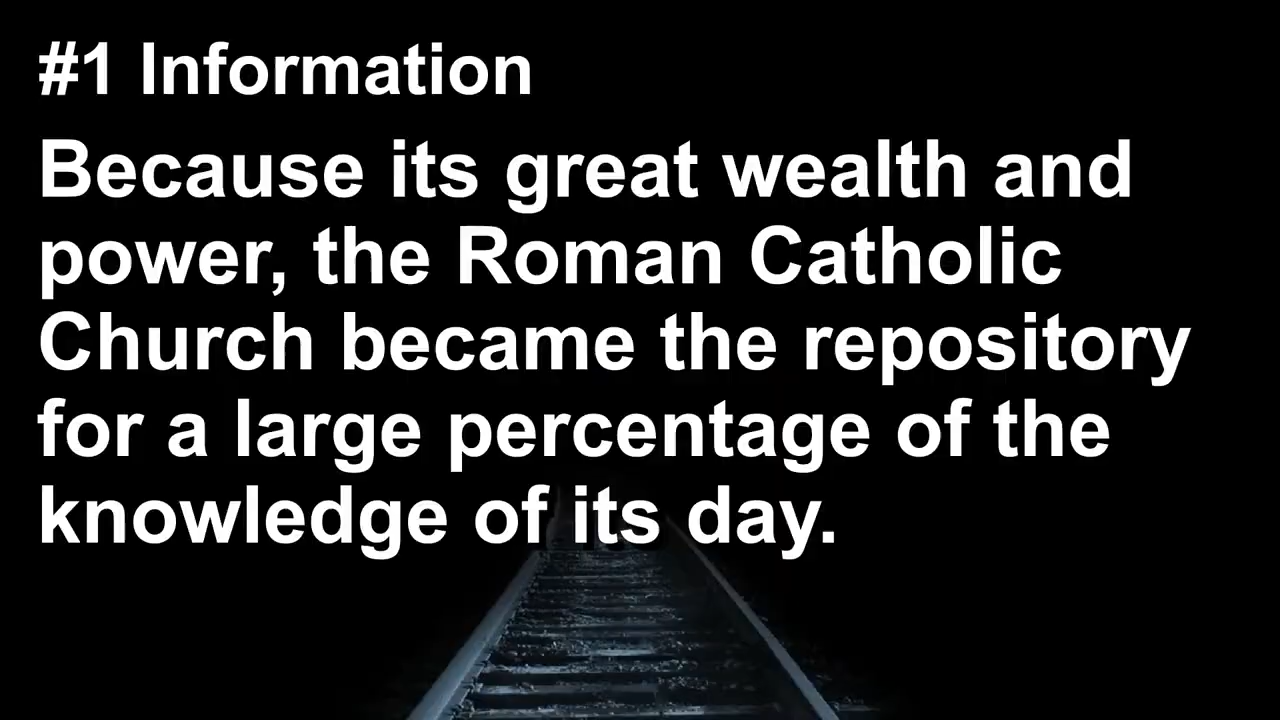 #1 Information
Because its great wealth and
power, the Roman Catholic
Church became the repository
for a large percentage of the
knowledge of its day.